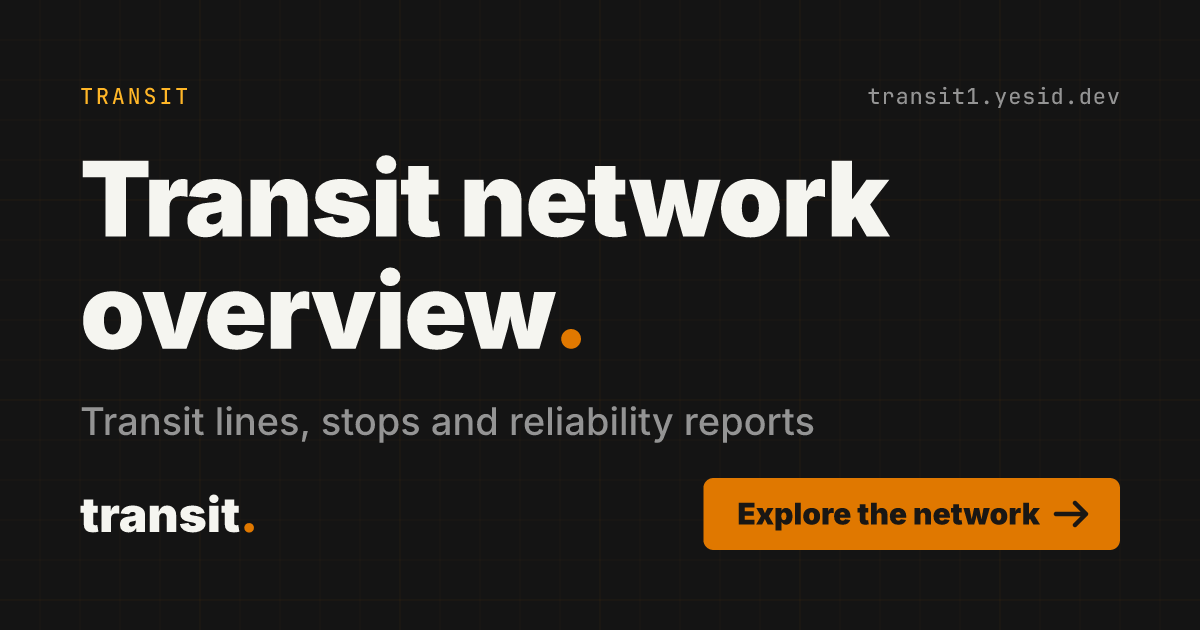 TRANSIT
transit1.yesid.dev
Transit network
overview.
Transit lines, stops and reliability reports
transit.
Explore the network →